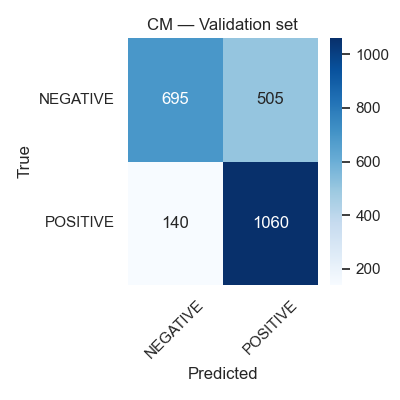 CM — Validation set
NEGATIVE 695 505
POSITIVE 140 1060
True
NEGATIVE POSITIVE
Predicted
1000
800
600
400
200